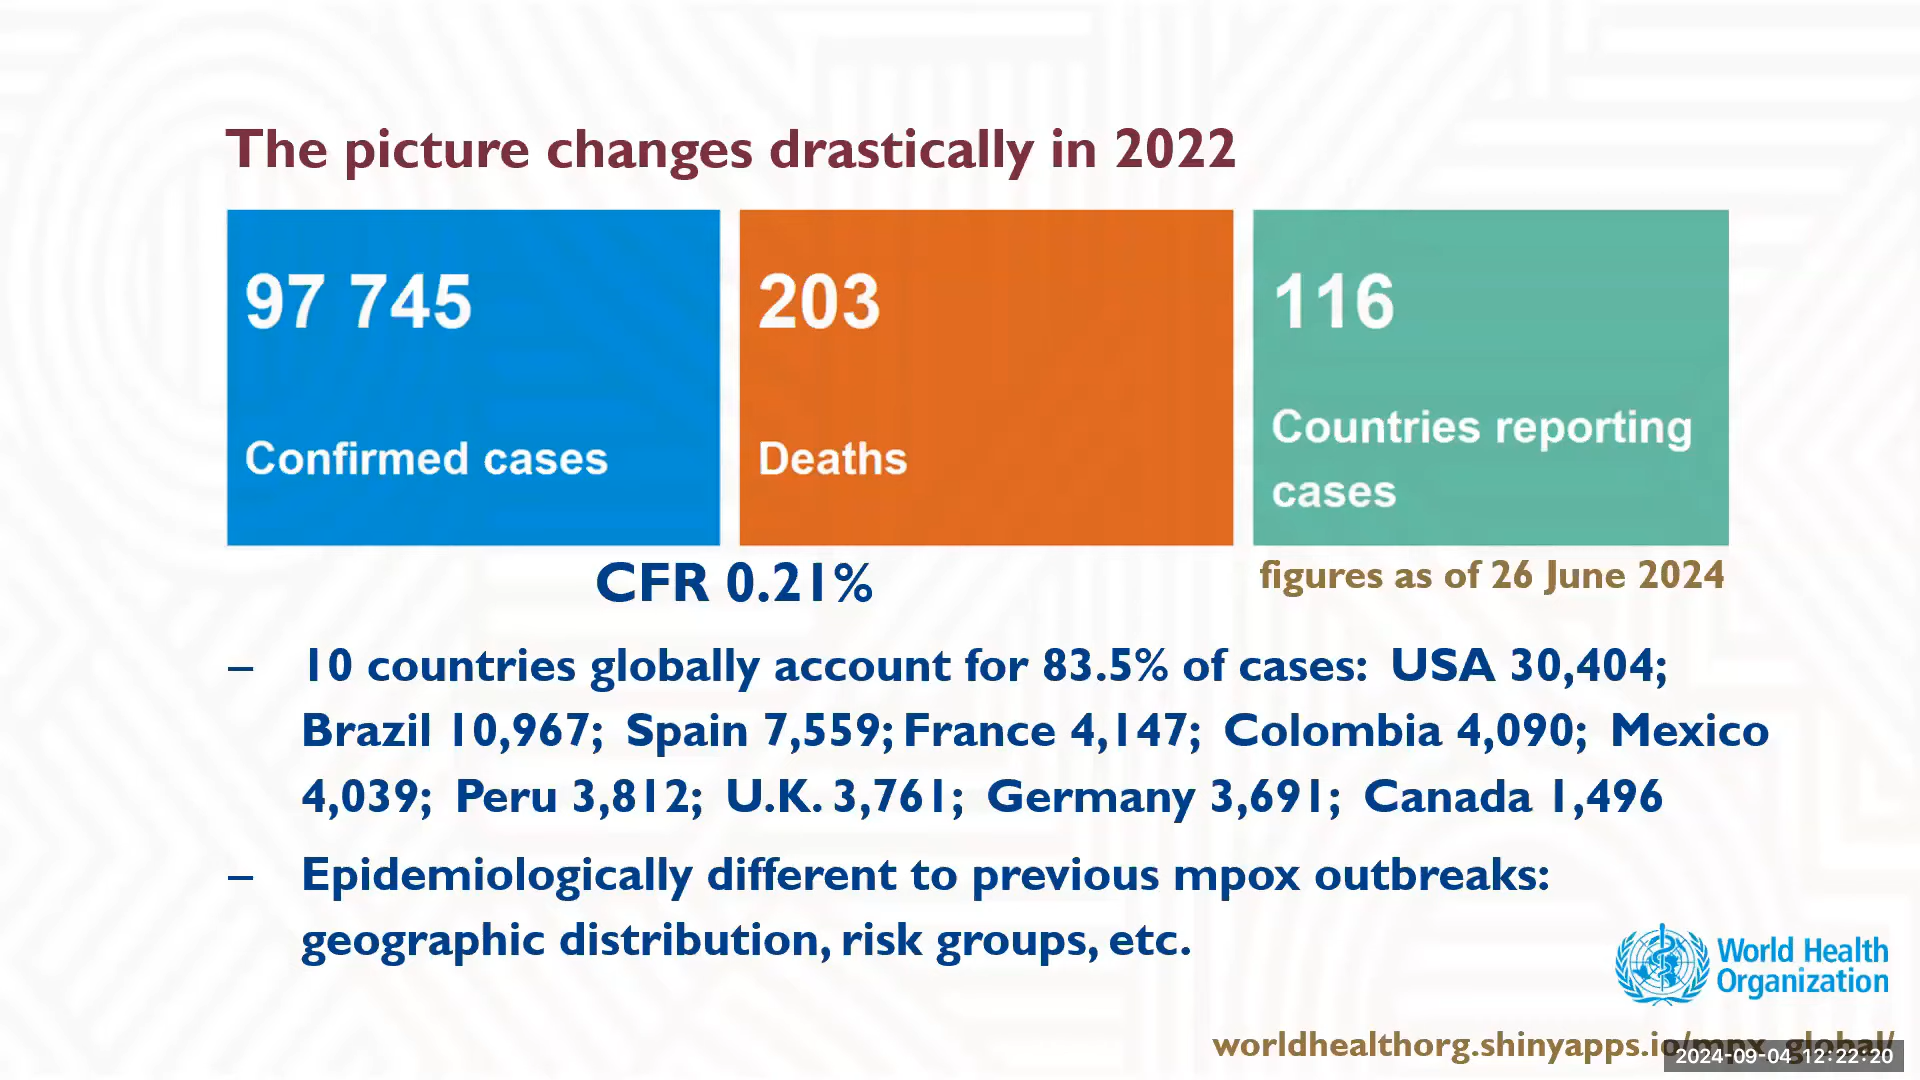 The picture changes drastically in 2022
97 745
Confirmed cases
203
Deaths
116
Countries reporting
cases
CFR 0.21%
figures as of 26 June 2024
– 10 countries globally account for 83.5% of cases: USA 30,404;
Brazil 10,967; Spain 7,559; France 4,147; Colombia 4,090; Mexico
4,039; Peru 3,812; U.K. 3,761; Germany 3,691; Canada 1,496
– Epidemiologically different to previous mpox outbreaks:
geographic distribution, risk groups, etc.
World Health
Organization
worldhealthorg.shinyapps.io/mpx_global/
2024-09-04 12:22:20